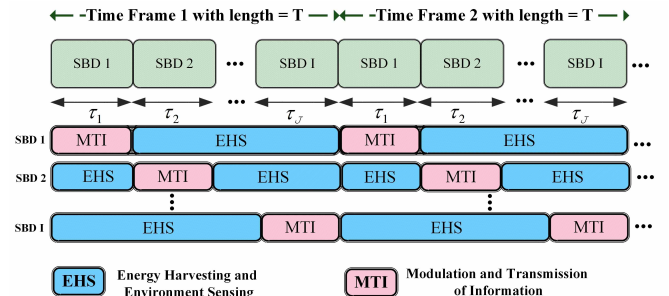 Time Frame 1 with length = T Time Frame 2 with length = T
SBD 1 SBD 2 ••• SBD I SBD 1 SBD 2 ••• SBD I •••
τ1 τ2 ••• τJ τ1 τ2 ••• τJ
SBD 1 MTI EHS MTI EHS •••
SBD 2 EHS MTI EHS EHS MTI EHS •••
SBD I EHS MTI EHS MTI •••
EHS Energy Harvesting and Environment Sensing MTI Modulation and Transmission of Information